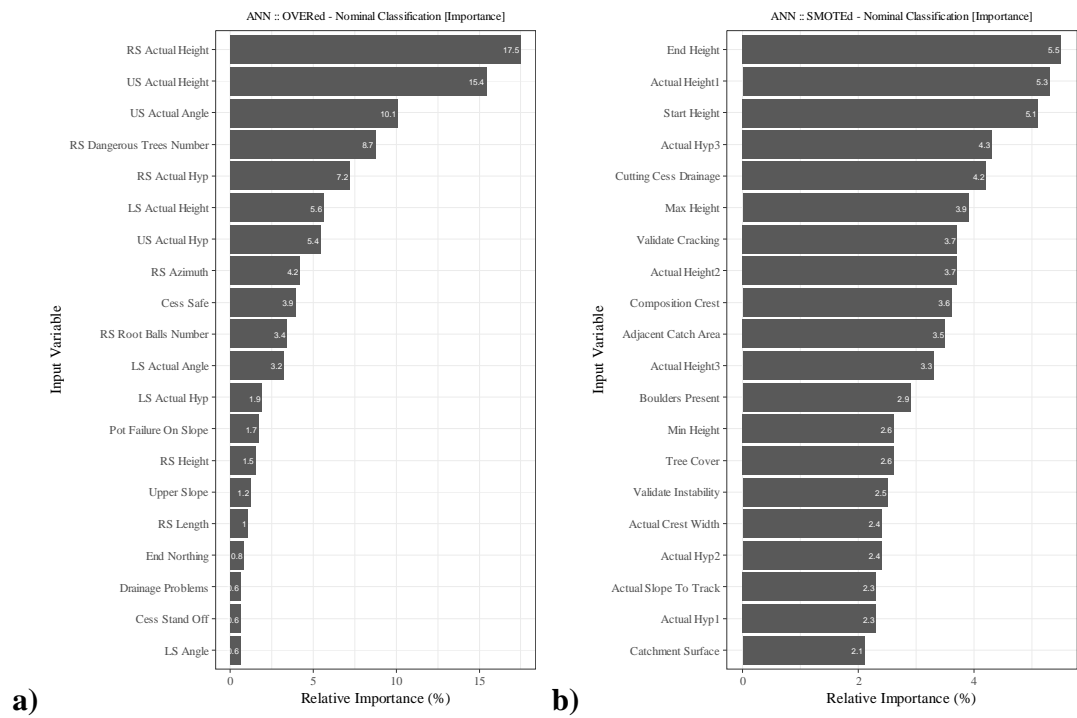 ANN :: OVERed - Nominal Classification [Importance]
Input Variable
RS Actual Height 17.5
US Actual Height 15.4
US Actual Angle 10.1
RS Dangerous Trees Number 8.7
RS Actual Hyp 7.2
LS Actual Height 5.6
US Actual Hyp 5.4
RS Azimuth 4.2
Cess Safe 3.9
RS Root Balls Number 3.4
LS Actual Angle 3.2
LS Actual Hyp 1.9
Pot Failure On Slope 1.7
RS Height 1.5
Upper Slope 1.2
RS Length 1
End Northing 0.8
Drainage Problems 0.6
Cess Stand Off 0.6
LS Angle 0.6
0 5 10 15
Relative Importance (%)
a)
ANN :: SMOTEd - Nominal Classification [Importance]
Input Variable
End Height 5.5
Actual Height1 5.3
Start Height 5.1
Actual Hyp3 4.3
Cutting Cess Drainage 4.2
Max Height 3.9
Validate Cracking 3.7
Actual Height2 3.7
Composition Crest 3.6
Adjacent Catch Area 3.5
Actual Height3 3.3
Boulders Present 2.9
Min Height 2.6
Tree Cover 2.6
Validate Instability 2.5
Actual Crest Width 2.4
Actual Hyp2 2.4
Actual Slope To Track 2.3
Actual Hyp1 2.3
Catchment Surface 2.1
0 2 4
Relative Importance (%)
b)